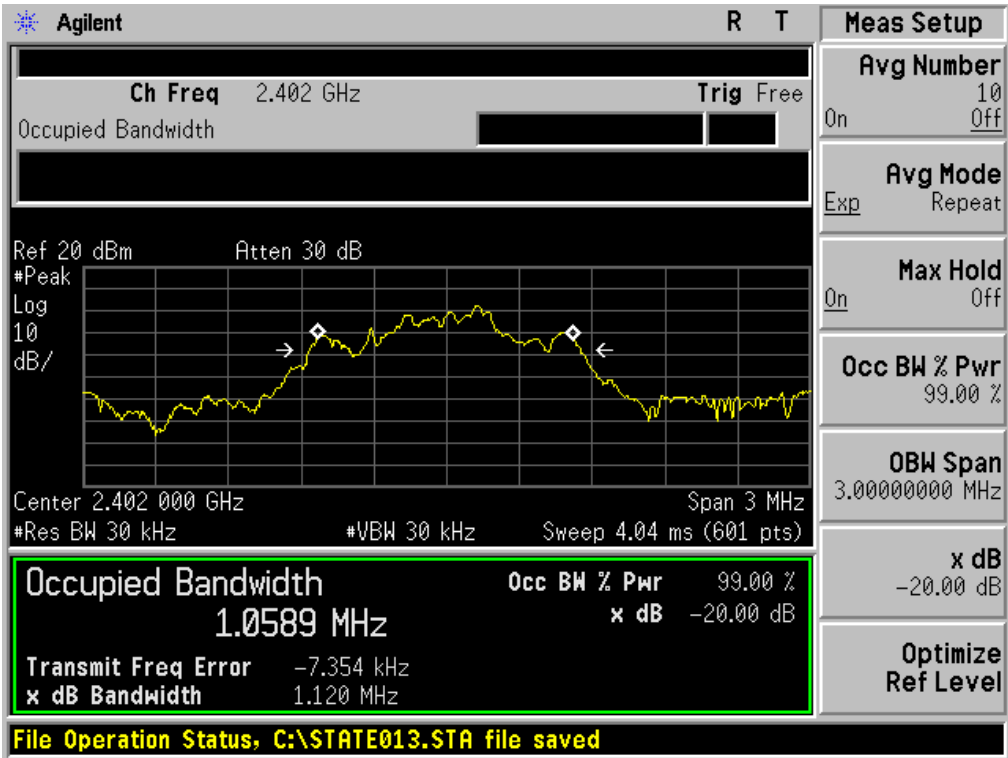 Agilent R T Meas Setup
Ch Freq 2.402 GHz Trig Free
Occupied Bandwidth
Avg Number
10
On Off
Avg Mode
Exp Repeat
Max Hold
On Off
Occ BW % Pwr
99.00 %
OBW Span
3.00000000 MHz
x dB
-20.00 dB
Optimize
Ref Level
Ref 20 dBm Atten 30 dB
#Peak
Log
10
dB/
Center 2.402 000 GHz Span 3 MHz
#Res BW 30 kHz #VBW 30 kHz Sweep 4.04 ms (601 pts)
Occupied Bandwidth Occ BW % Pwr 99.00 %
1.0589 MHz x dB -20.00 dB
Transmit Freq Error -7.354 kHz
x dB Bandwidth 1.120 MHz
File Operation Status, C:\STATE013.STA file saved